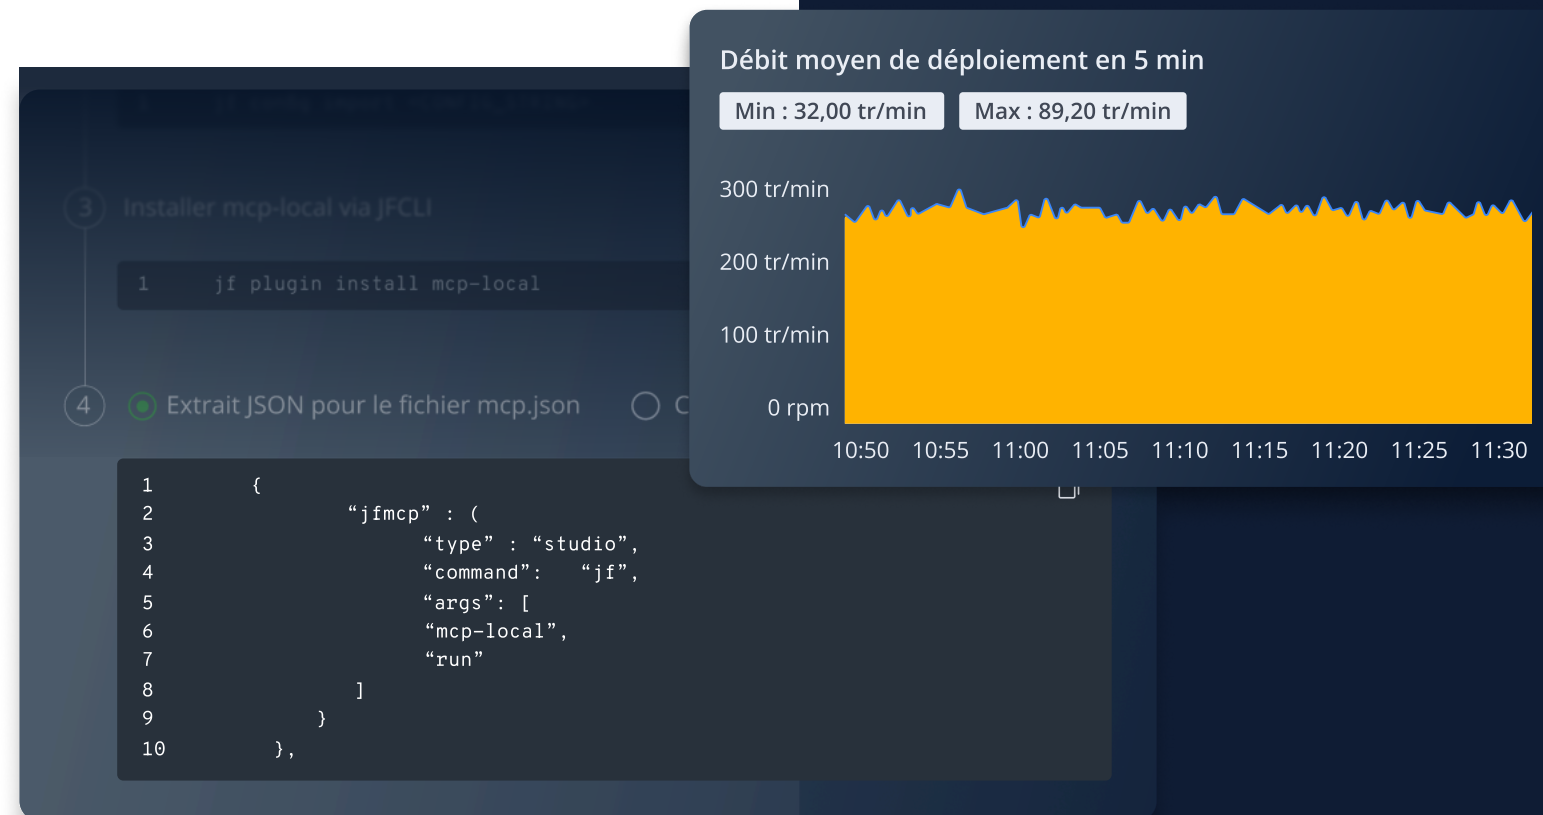 3 Installer mcp-local via JFCLI
1 jf plugin install mcp-local
4 Extrait JSON pour le fichier mcp.json C
1 {
2 “jfmcp” : (
3 “type” : “studio”,
4 “command”: “jf”,
5 “args”: [
6 “mcp-local”,
7 “run”
8 ]
9 }
10 },
Débit moyen de déploiement en 5 min
Min : 32,00 tr/min Max : 89,20 tr/min
300 tr/min
200 tr/min
100 tr/min
0 rpm
10:50 10:55 11:00 11:05 11:10 11:15 11:20 11:25 11:30